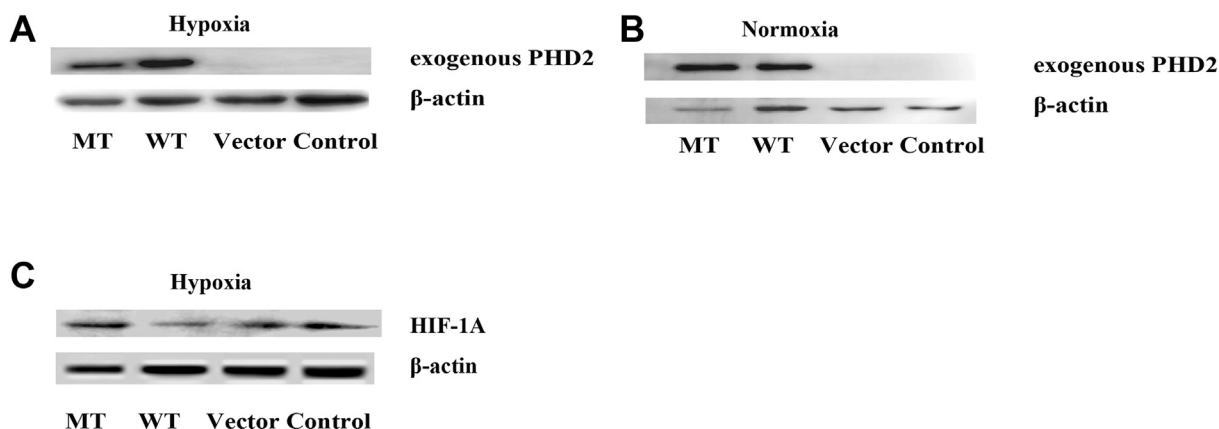 A
Hypoxia
exogenous PHD2
β-actin
MT WT Vector Control
B
Normoxia
exogenous PHD2
β-actin
MT WT Vector Control
C
Hypoxia
HIF-1A
β-actin
MT WT Vector Control